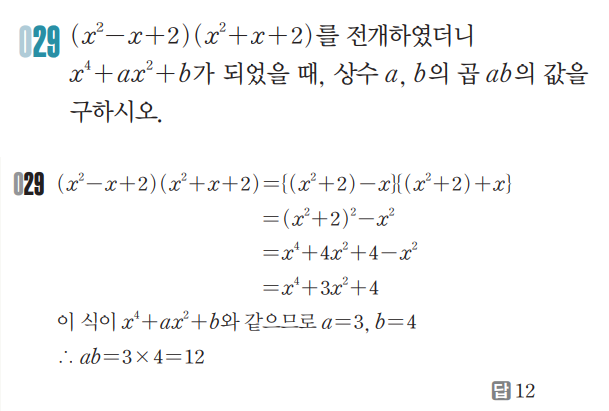 029 (x²-x+2)(x²+x+2)를 전개하였더니
x⁴+ax²+b가 되었을 때, 상수 a, b의 곱 ab의 값을
구하시오.
029 (x²-x+2)(x²+x+2)={(x²+2)-x}{(x²+2)+x}
=(x²+2)²-x²
=x⁴+4x²+4-x²
=x⁴+3x²+4
이 식이 x⁴+ax²+b와 같으므로 a=3, b=4
∴ ab=3×4=12
답 12